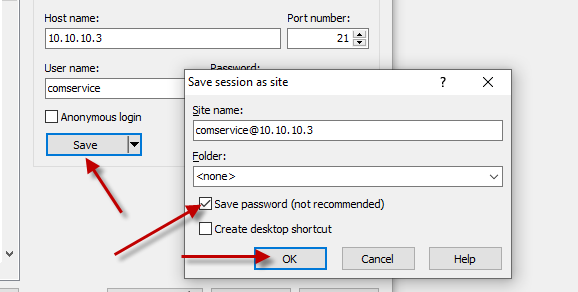 Host name:
Port number:
10.10.10.3
21
User name:
Password:
comservice
Anonymous login
Save
Save session as site
Site name:
comservice@10.10.10.3
Folder:
<none>
Save password (not recommended)
Create desktop shortcut
OK
Cancel
Help